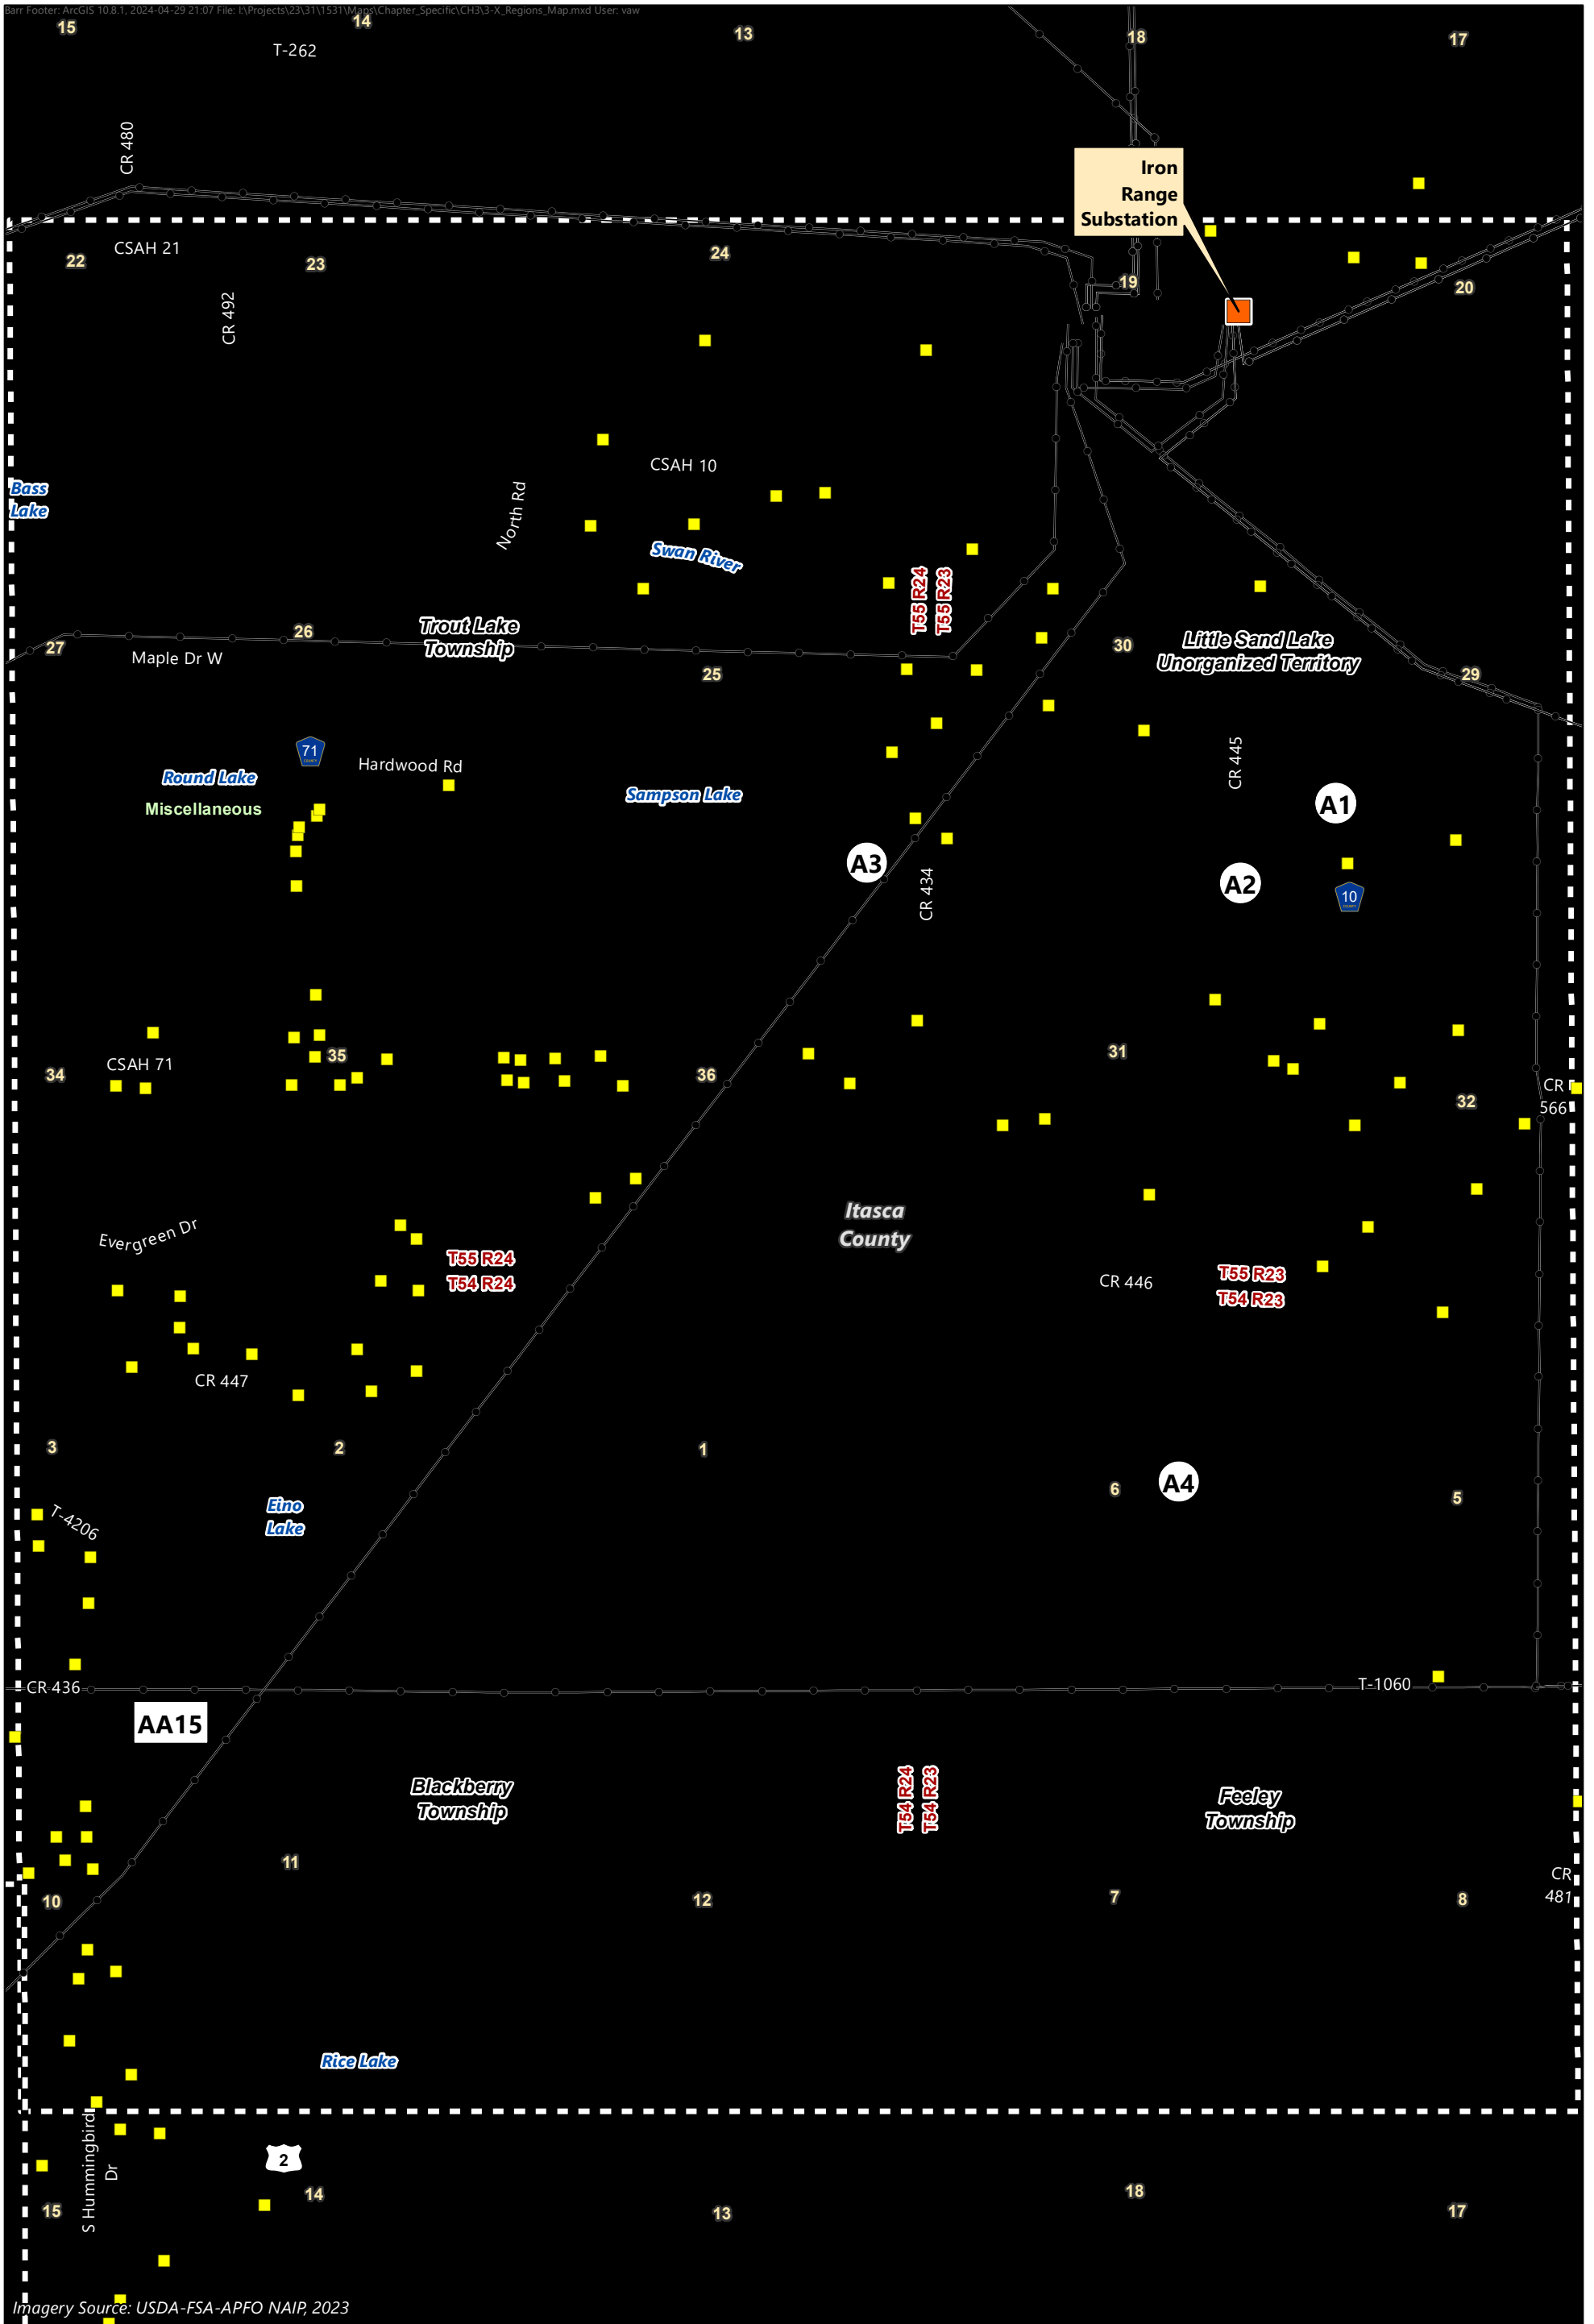 Barr Footer: ArcGIS 10.8.1, 2024-04-29 21:07 File: I:\Projects\23\31\1531\Maps\Chapter_Specific\CH3\3-X_Regions_Map.mxd User: vaw
15
14
13
18
17
T-262
CR 480
Iron
Range
Substation
CSAH 21
22
23
24
19
20
CR 492
Bass
Lake
CSAH 10
North Rd
Swan River
T55 R24
T55 R23
Trout Lake
Township
26
27
Maple Dr W
25
30
Little Sand Lake
Unorganized Territory
29
71
COUNTY
Hardwood Rd
Round Lake
Miscellaneous
Sampson Lake
CR 445
A1
A3
CR 434
A2
10
COUNTY
35
CSAH 71
34
36
31
32
CR
566
Itasca
County
Evergreen Dr
T55 R24
T54 R24
CR 446
T55 R23
T54 R23
CR 447
3
2
1
6
A4
5
Eino
Lake
T-4206
CR 436
T-1060
AA15
Blackberry
Township
T54 R24
T54 R23
Feeley
Township
11
10
12
7
8
CR
481
Rice Lake
S Hummingbird
Dr
2
14
15
13
18
17
Imagery Source: USDA-FSA-APFO NAIP, 2023